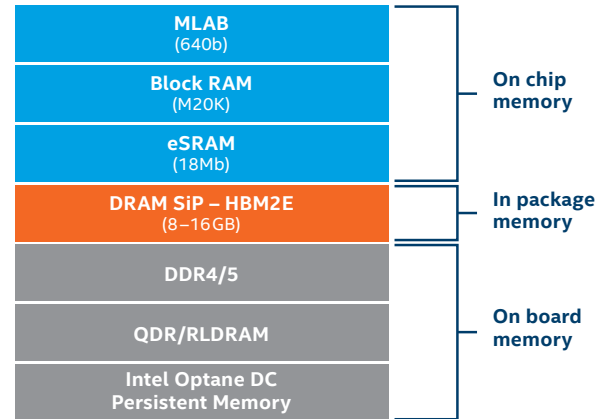 MLAB
(640b)
Block RAM
(M20K)
eSRAM
(18Mb)
On chip
memory
DRAM SiP – HBM2E
(8–16GB)
In package
memory
DDR4/5
QDR/RLDRAM
Intel Optane DC
Persistent Memory
On board
memory